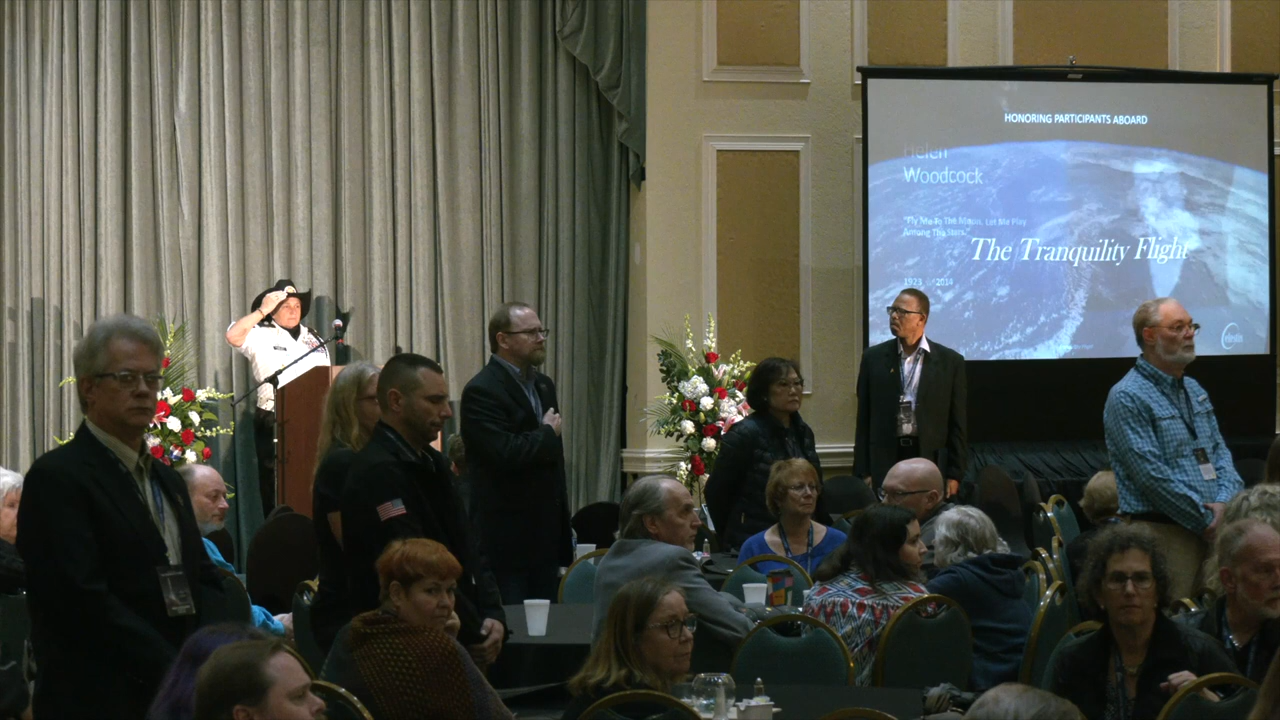 HONORING PARTICIPANTS ABOARD
Helen
Woodcock
"Fly Me To The Moon. Let Me Play
Among The Stars."
The Tranquility Flight
1923 2014